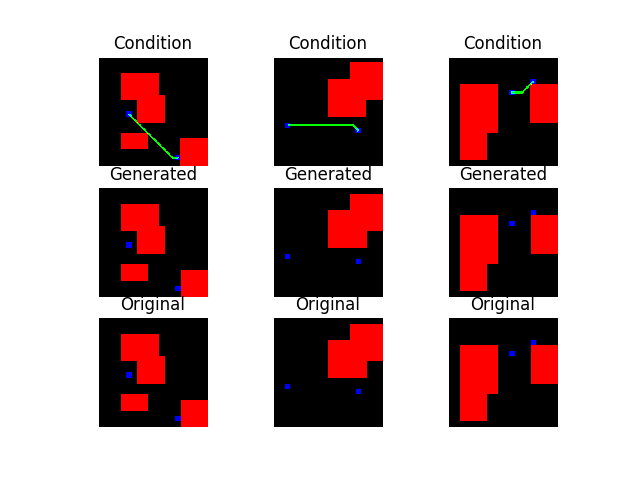 Condition Condition Condition
Generated Generated Generated
Original Original Original